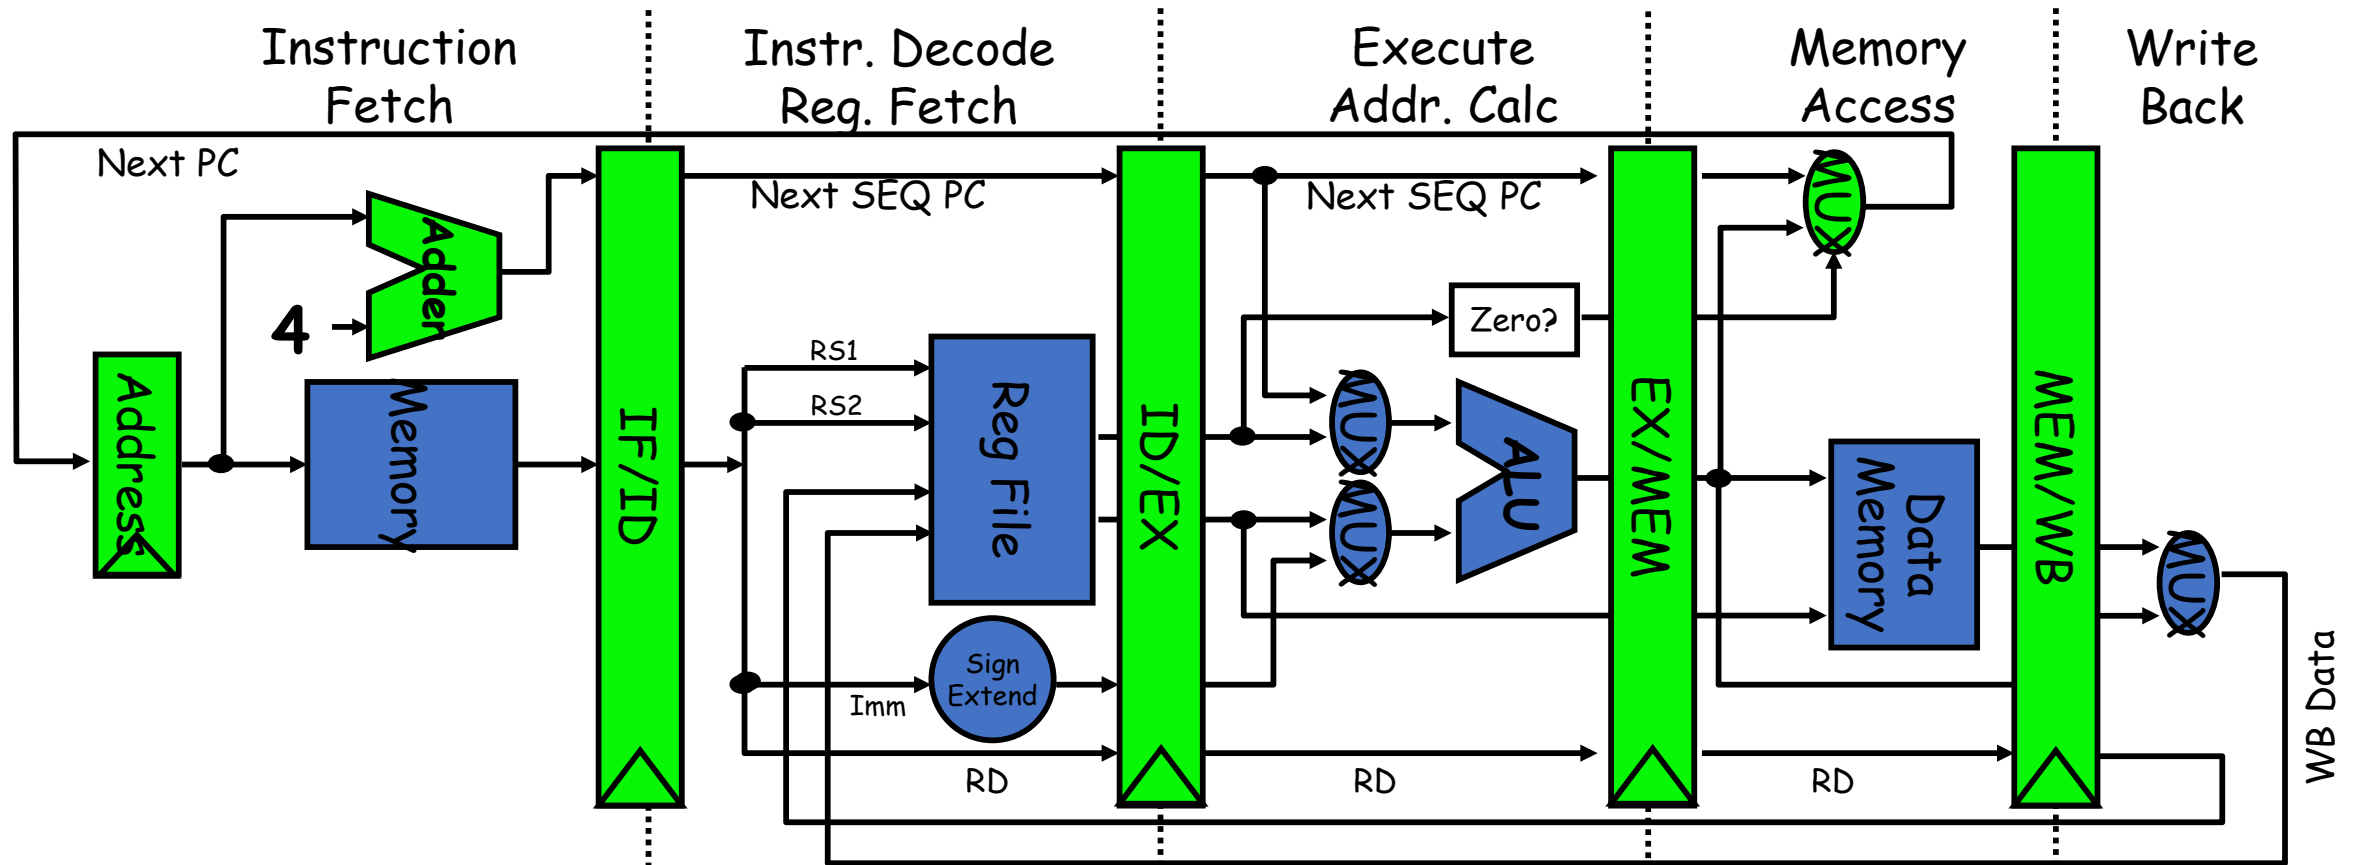 Instruction
Fetch
Instr. Decode
Reg. Fetch
Execute
Addr. Calc
Memory
Access
Write
Back
Next PC
Next SEQ PC
Next SEQ PC
MUX
Adder
4
Zero?
Address
Memory
IF/ID
RS1
RS2
Reg File
ID/EX
MUX
MUX
ALU
EX/MEM
Data
Memory
MEM/WB
MUX
Sign
Extend
Imm
RD
RD
RD
WB Data